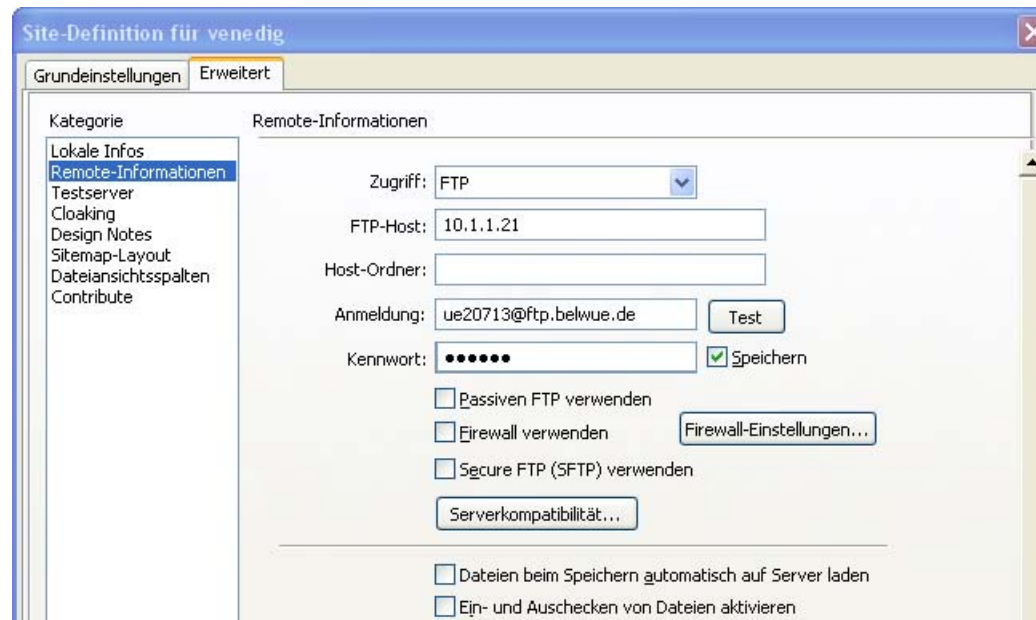 Site-Definition für venedig
Grundeinstellungen Erweitert
Kategorie
Lokale Infos
Remote-Informationen
Testserver
Cloaking
Design Notes
Sitemap-Layout
Dateiansichtsspalten
Contribute
Remote-Informationen
Zugriff: FTP
FTP-Host: 10.1.1.21
Host-Ordner:
Anmeldung: ue20713@ftp.belwue.de Test
Kennwort: ●●●●●● Speichern
Passiven FTP verwenden
Firewall verwenden Firewall-Einstellungen...
Secure FTP (SFTP) verwenden
Serverkompatibilität...
Dateien beim Speichern automatisch auf Server laden
Ein- und Auschecken von Dateien aktivieren